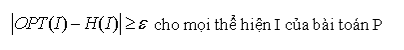 |OPT(I) − H(I)| ≥ ε cho mọi thể hiện I của bài toán P